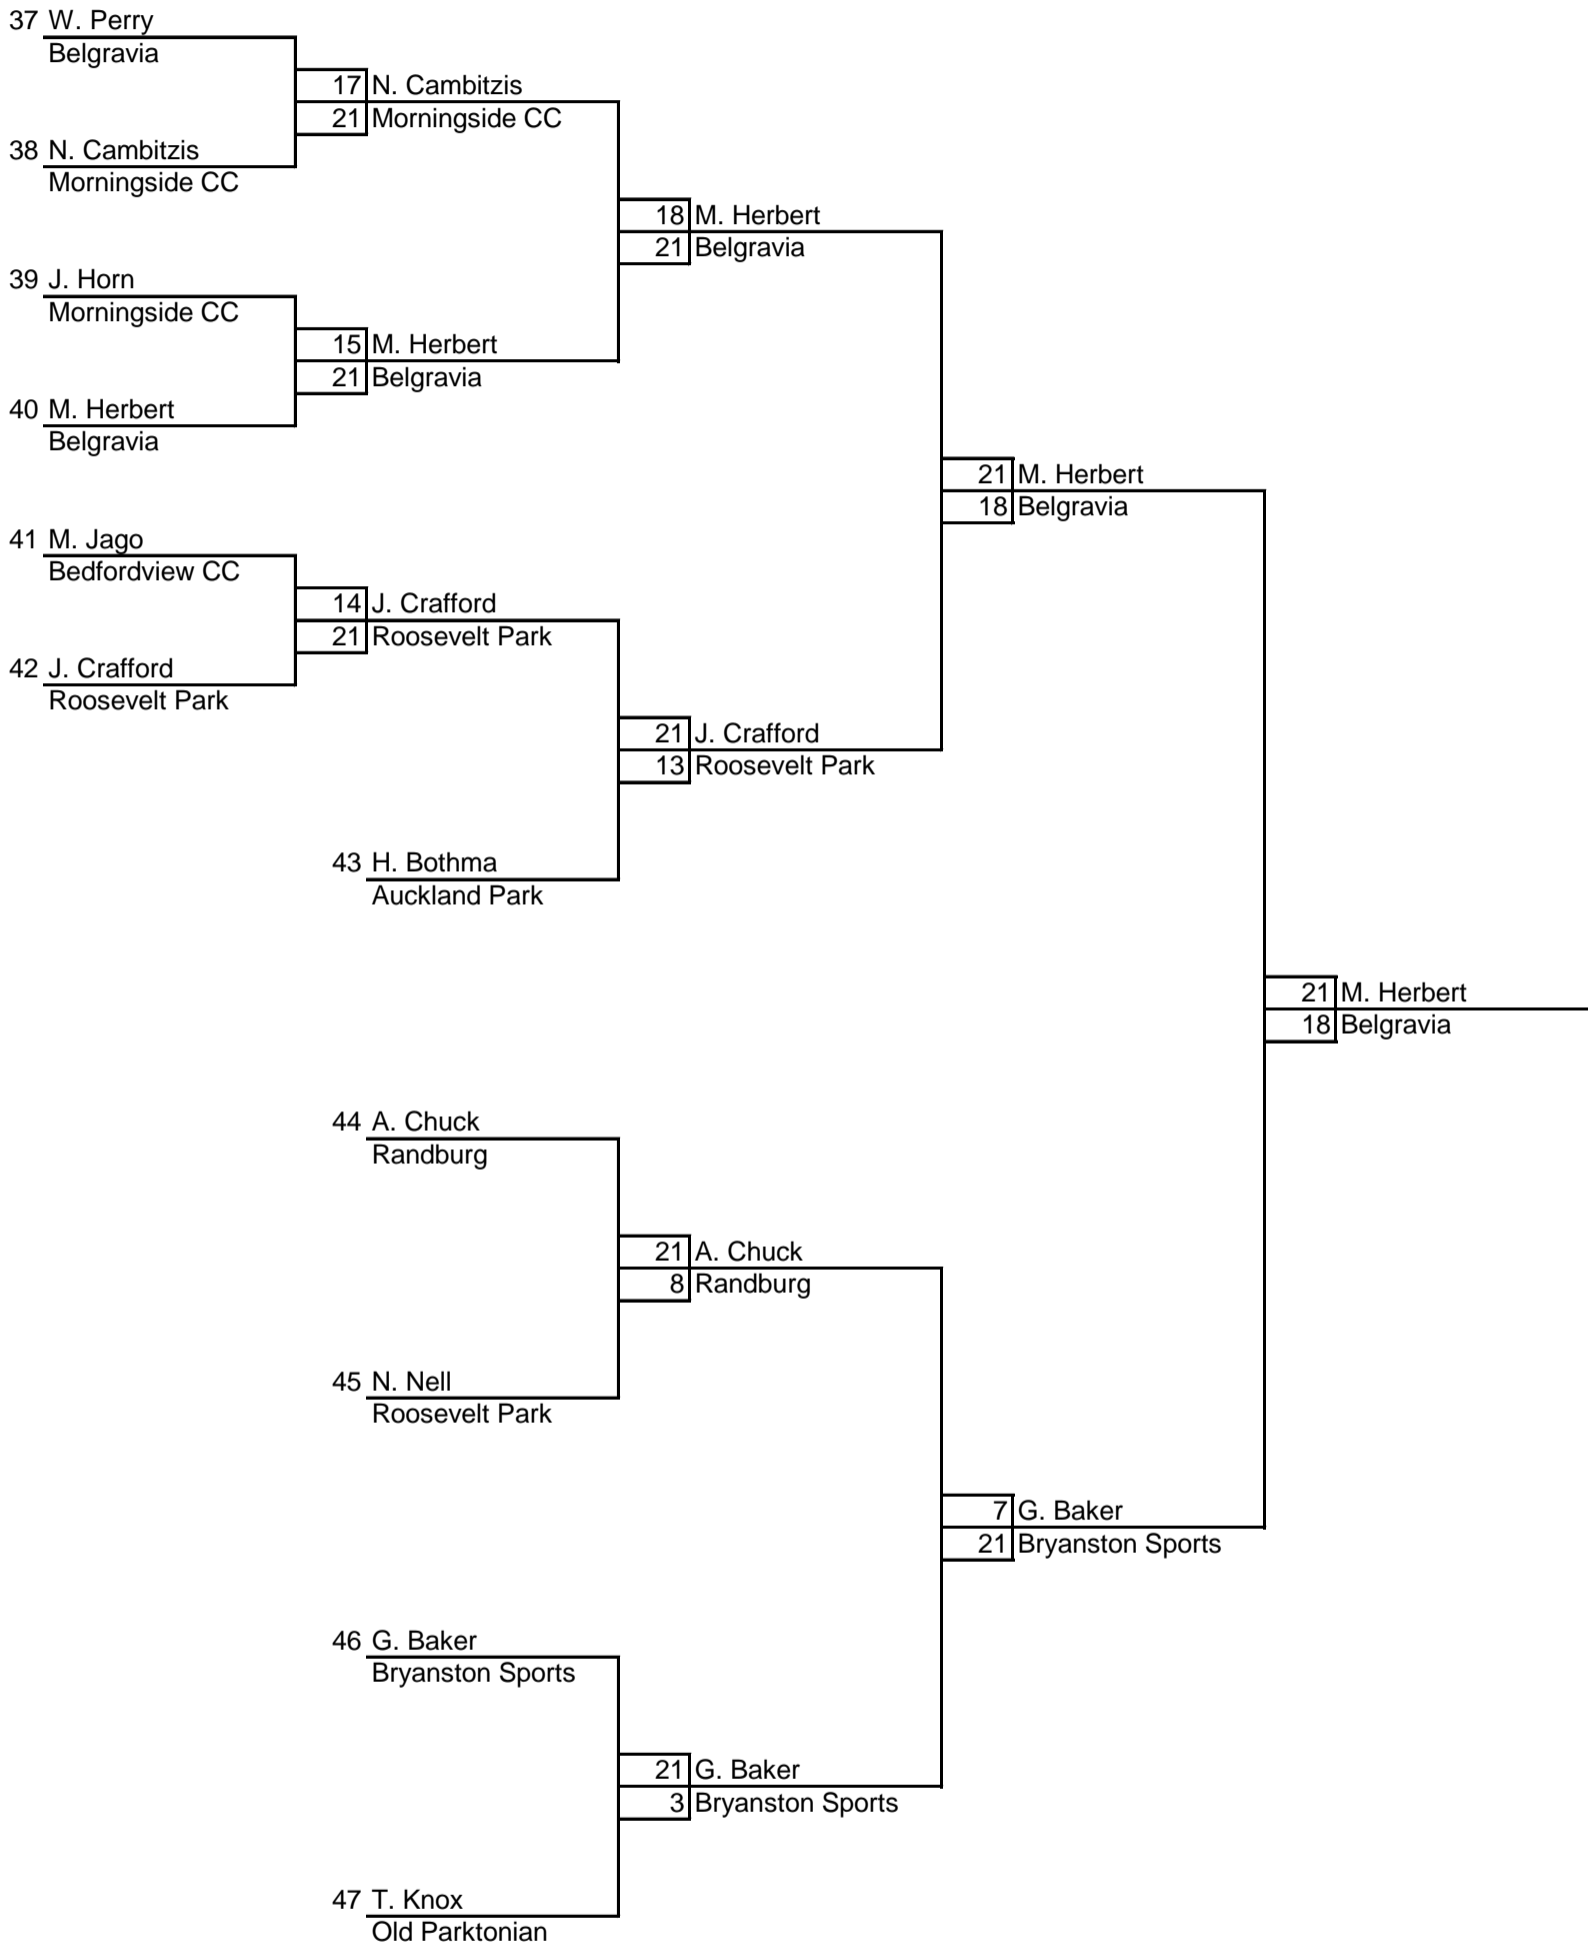 37 W. Perry
Belgravia
17 N. Cambitzis
21 Morningside CC
38 N. Cambitzis
Morningside CC
18 M. Herbert
21 Belgravia
39 J. Horn
Morningside CC
15 M. Herbert
21 Belgravia
40 M. Herbert
Belgravia
21 M. Herbert
18 Belgravia
41 M. Jago
Bedfordview CC
14 J. Crafford
21 Roosevelt Park
42 J. Crafford
Roosevelt Park
21 J. Crafford
13 Roosevelt Park
43 H. Bothma
Auckland Park
21 M. Herbert
18 Belgravia
44 A. Chuck
Randburg
21 A. Chuck
8 Randburg
45 N. Nell
Roosevelt Park
7 G. Baker
21 Bryanston Sports
46 G. Baker
Bryanston Sports
21 G. Baker
3 Bryanston Sports
47 T. Knox
Old Parktonian